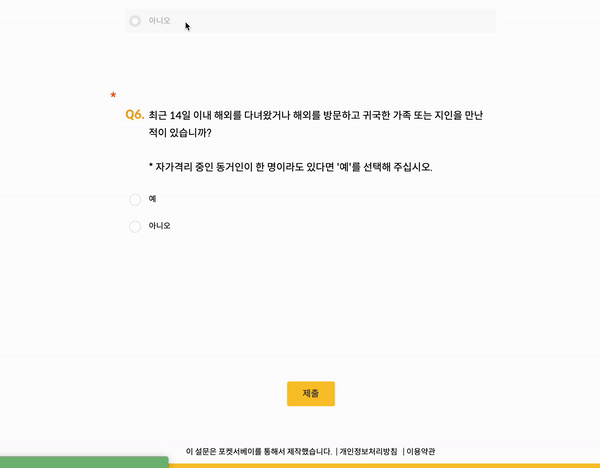 아니오
*
Q6. 최근 14일 이내 해외를 다녀왔거나 해외를 방문하고 귀국한 가족 또는 지인을 만난
적이 있습니까?
* 자가격리 중인 동거인이 한 명이라도 있다면 '예'를 선택해 주십시오.
예
아니오
제출
이 설문은 포켓서베이를 통해서 제작했습니다. | 개인정보처리방침 | 이용약관